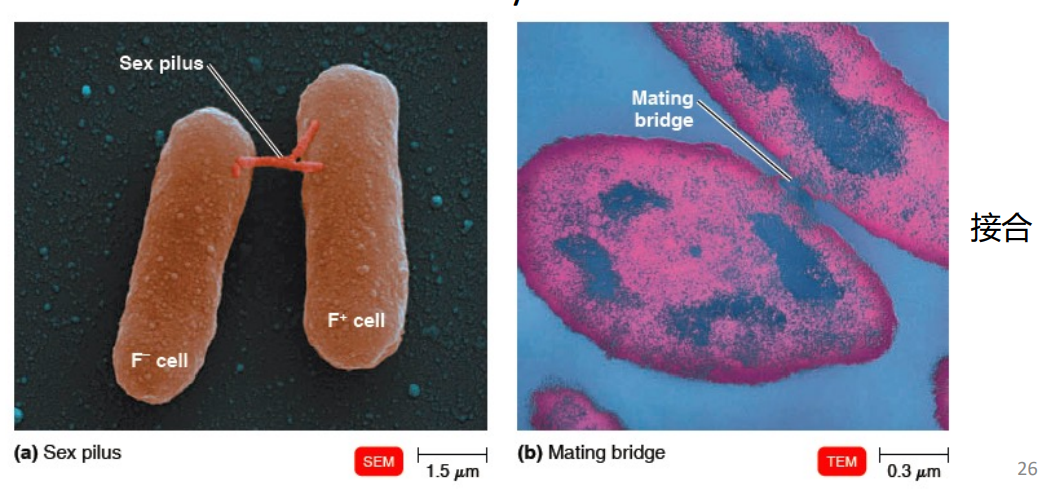 Sex pilus
F⁻ cell
F⁺ cell
(a) Sex pilus
SEM
1.5 μm
Mating
bridge
(b) Mating bridge
TEM
0.3 μm
接合
26